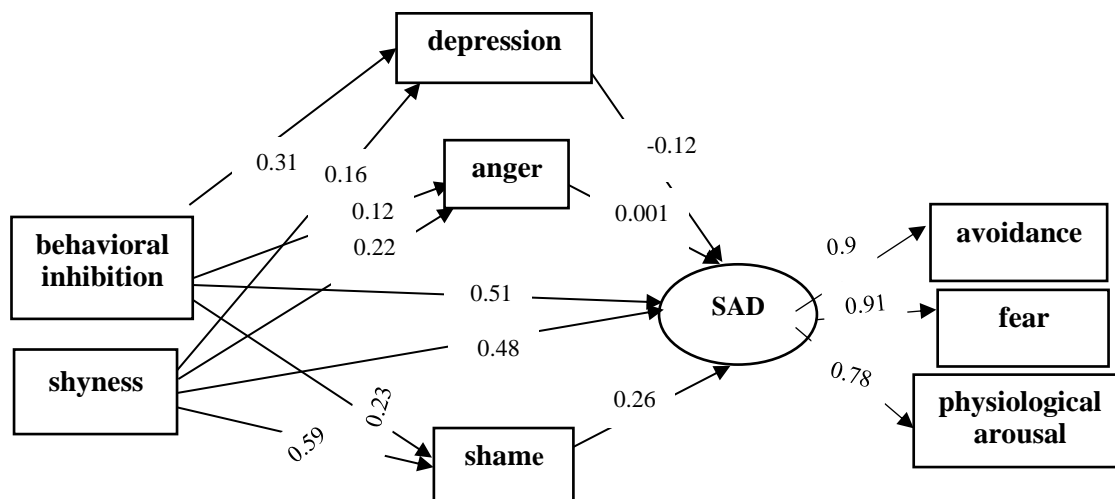 depression
-0.12
0.31
0.16
anger
0.12
0.001
0.22
behavioral
inhibition
avoidance
0.9
0.51
SAD
0.91
fear
0.48
shyness
0.78
0.23
0.26
physiological
arousal
0.59
shame